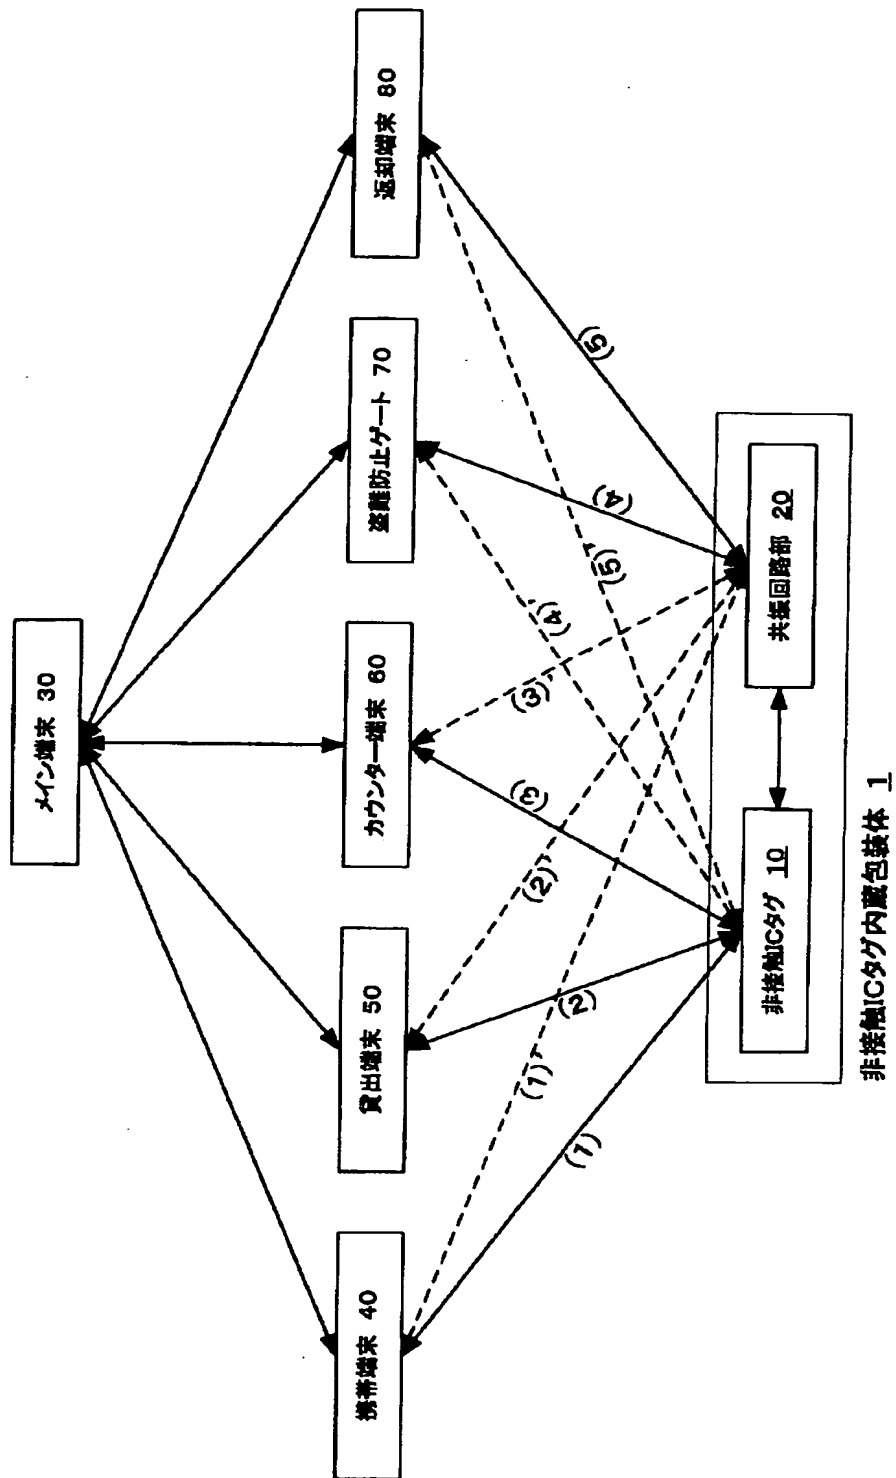 メイン端末 30
携帯端末 40
貸出端末 50
カウンター端末 60
盗難防止ゲート 70
返却端末 80
(1)
(1)'
(2)
(2)'
(3)
(3)'
(4)'
(4)
(5)'
(5)
非接触ICタグ 10
共振回路部 20
非接触ICタグ内蔵包装体 1